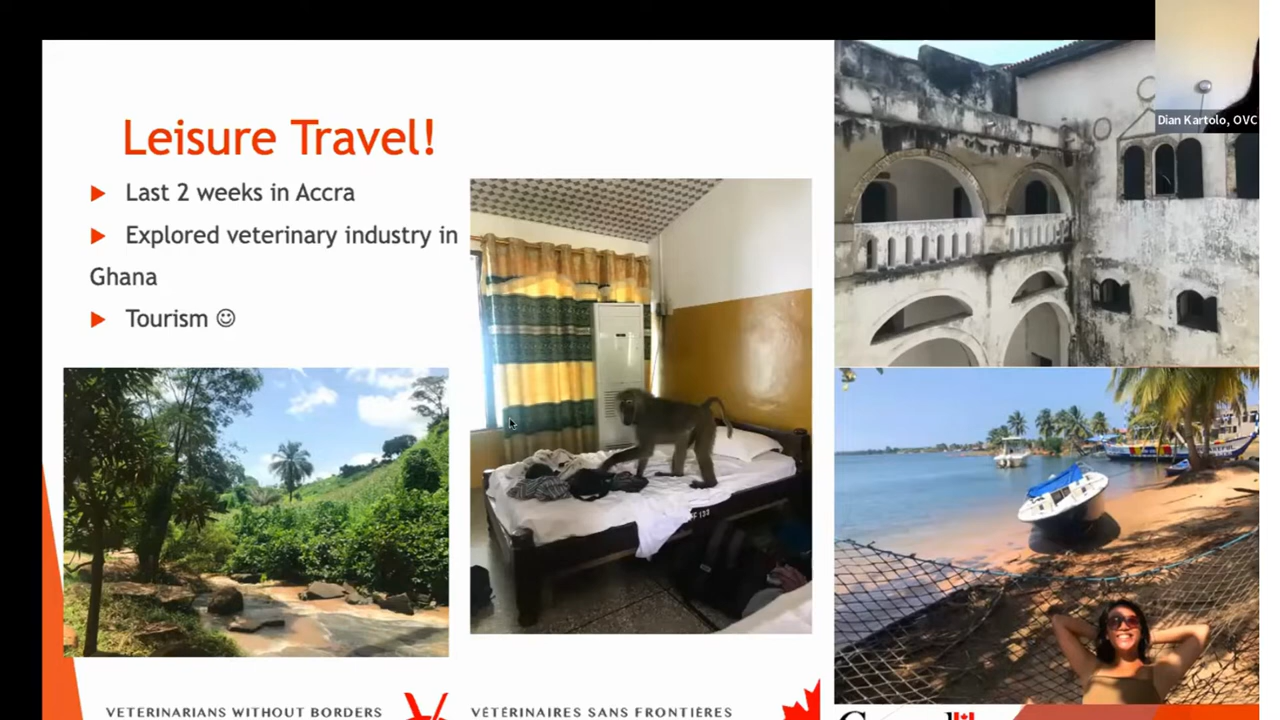 Dian Kartolo, OVC
Leisure Travel!
Last 2 weeks in Accra
Explored veterinary industry in
Ghana
Tourism ☺
VETERINARIANS WITHOUT BORDERS
VÉTÉRINAIRES SANS FRONTIÈRES